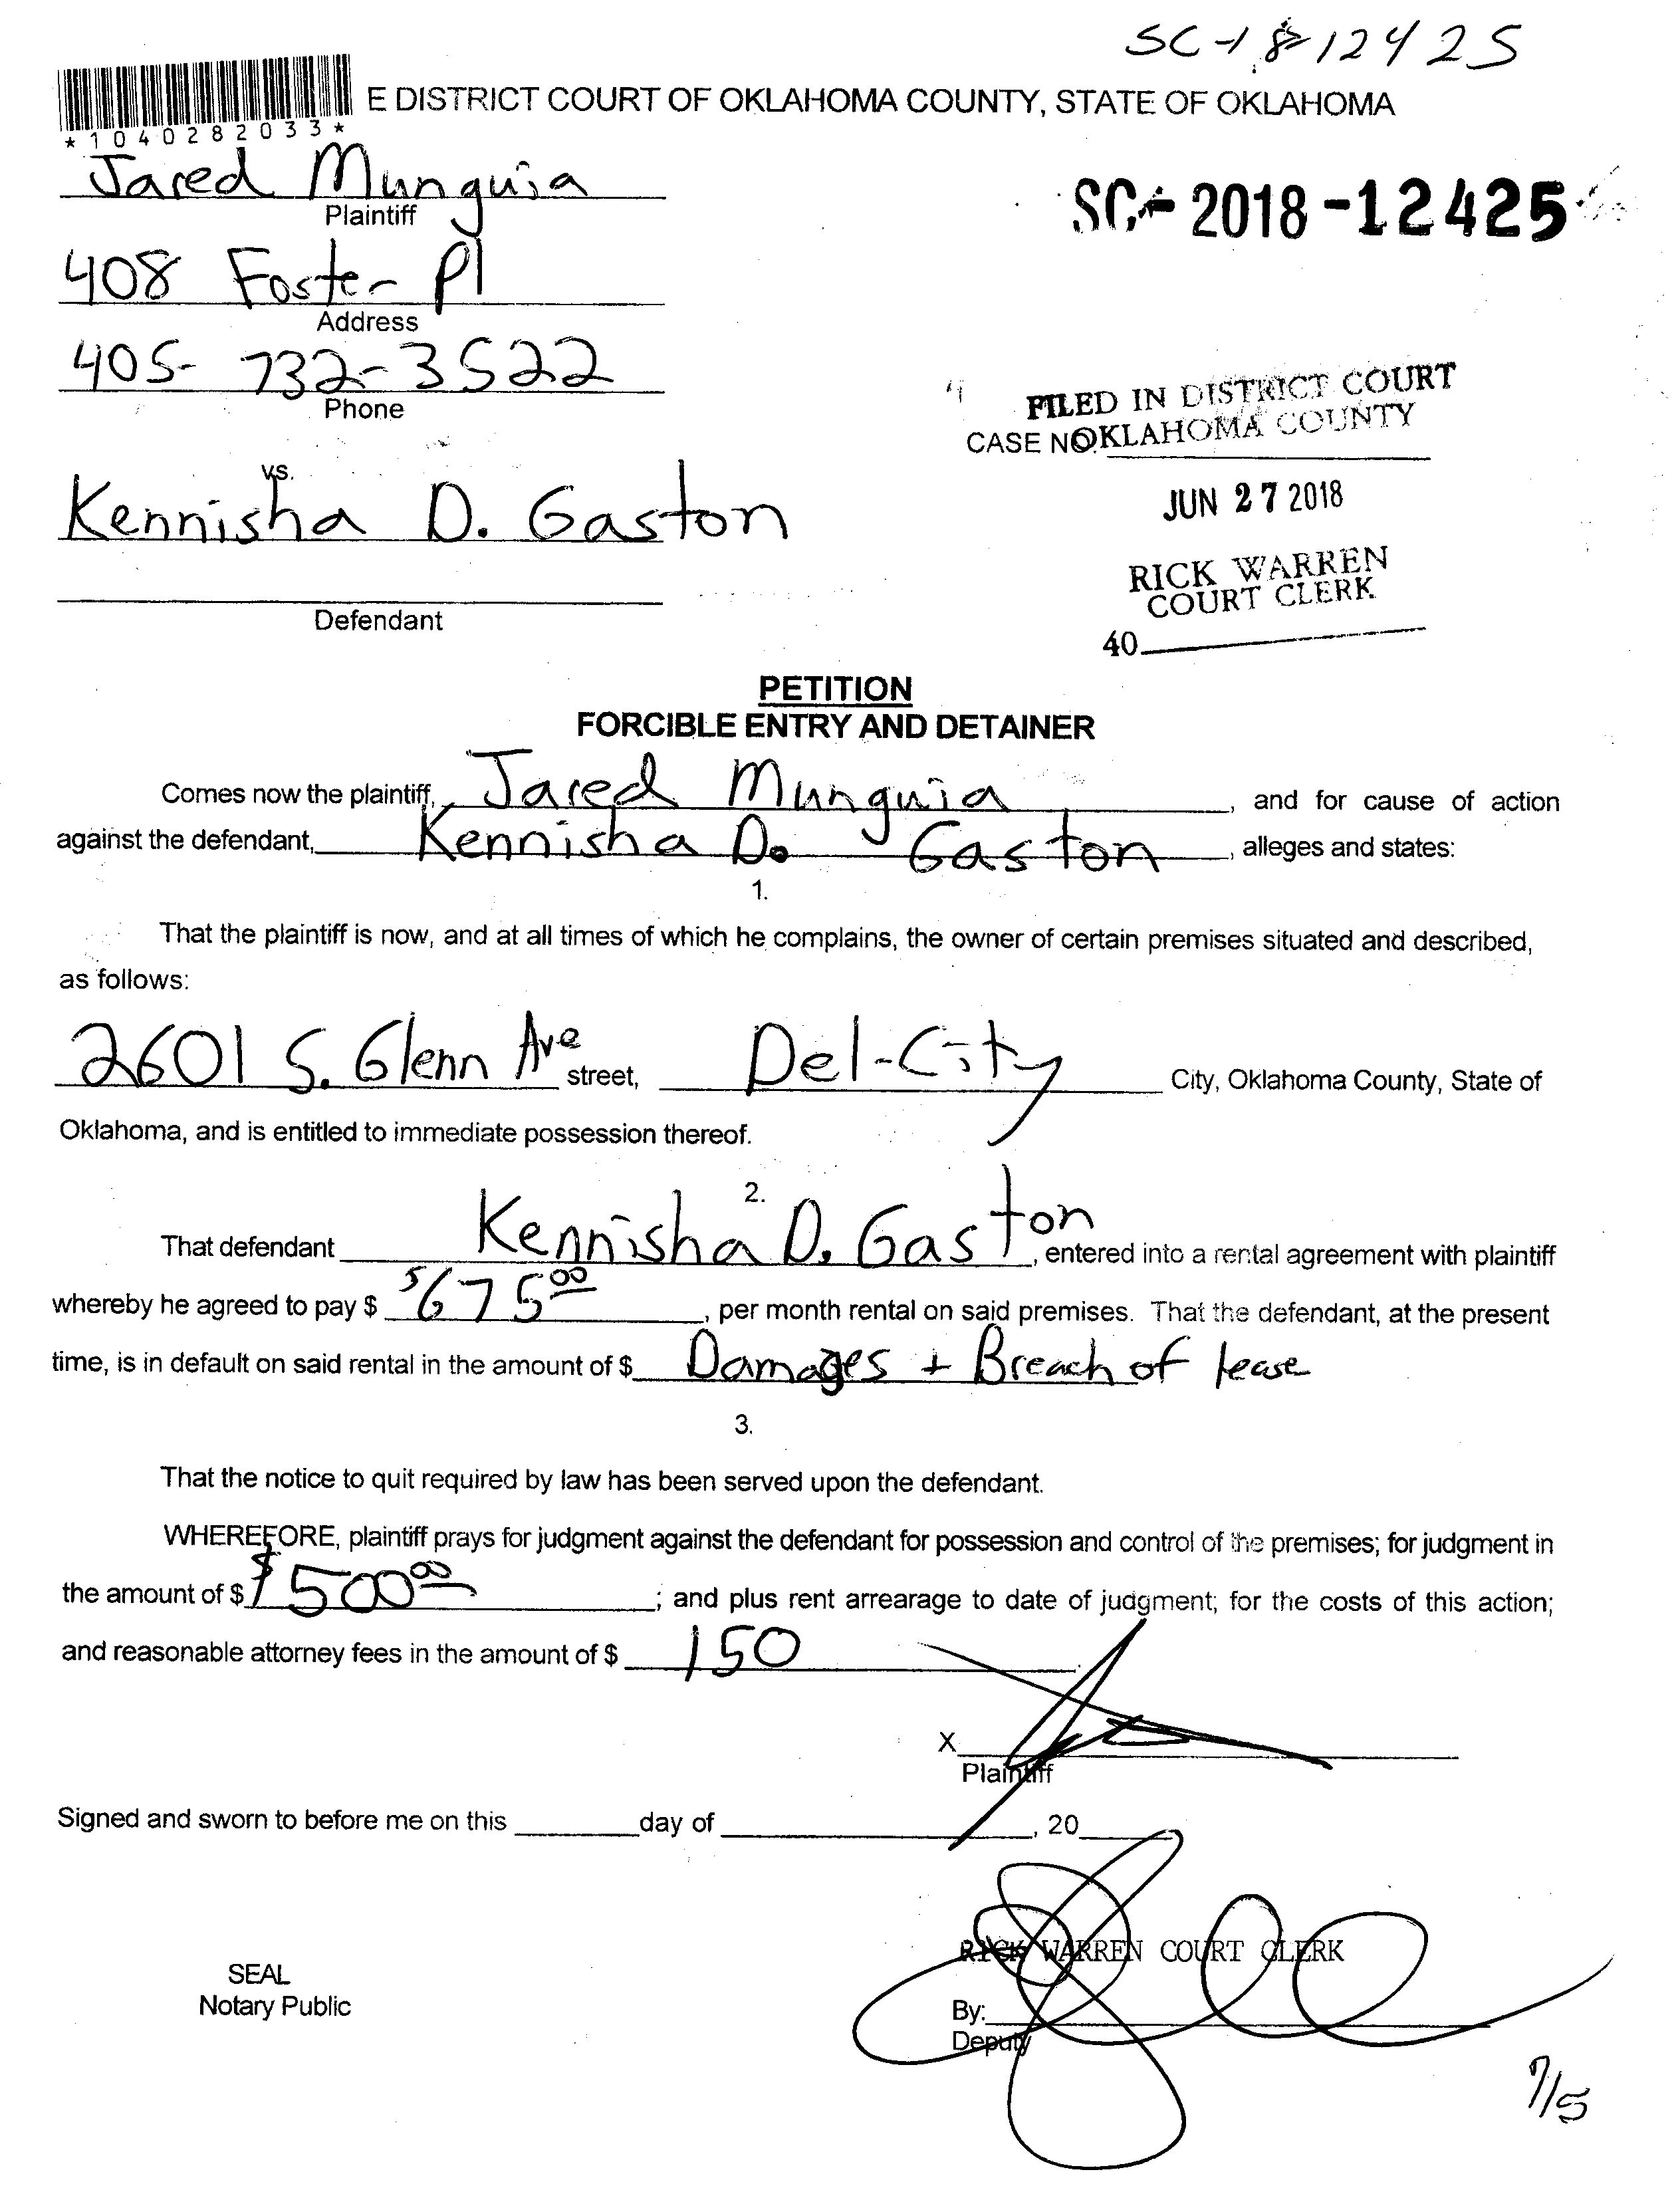 SC-18-12425
E DISTRICT COURT OF OKLAHOMA COUNTY, STATE OF OKLAHOMA
*1040282033*
Jared Munguia
Plaintiff
SC- 2018-12425
408 Foster Pl
Address
405-732-3522
Phone
FILED IN DISTRICT COURT
OKLAHOMA COUNTY
CASE NO.
vs.
Kennisha D. Gaston
JUN 27 2018
RICK WARREN
COURT CLERK
Defendant
40
PETITION
FORCIBLE ENTRY AND DETAINER
Comes now the plaintiff, Jared Munguia, and for cause of action
against the defendant, Kennisha D. Gaston, alleges and states:
1.
That the plaintiff is now, and at all times of which he complains, the owner of certain premises situated and described,
as follows:
2601 S. Glenn Ave street, Del-City City, Oklahoma County, State of
Oklahoma, and is entitled to immediate possession thereof.
2.
That defendant Kennisha D. Gaston, entered into a rental agreement with plaintiff
whereby he agreed to pay $ $675.00, per month rental on said premises. That the defendant, at the present
time, is in default on said rental in the amount of $ Damages + Breach of lease
3.
That the notice to quit required by law has been served upon the defendant.
WHEREFORE, plaintiff prays for judgment against the defendant for possession and control of the premises; for judgment in
the amount of $ $1500.00; and plus rent arrearage to date of judgment; for the costs of this action;
and reasonable attorney fees in the amount of $ 150.
X
Plaintiff
Signed and sworn to before me on this day of , 20
RICK WARREN COURT CLERK
SEAL
Notary Public
By:
Deputy
7/5